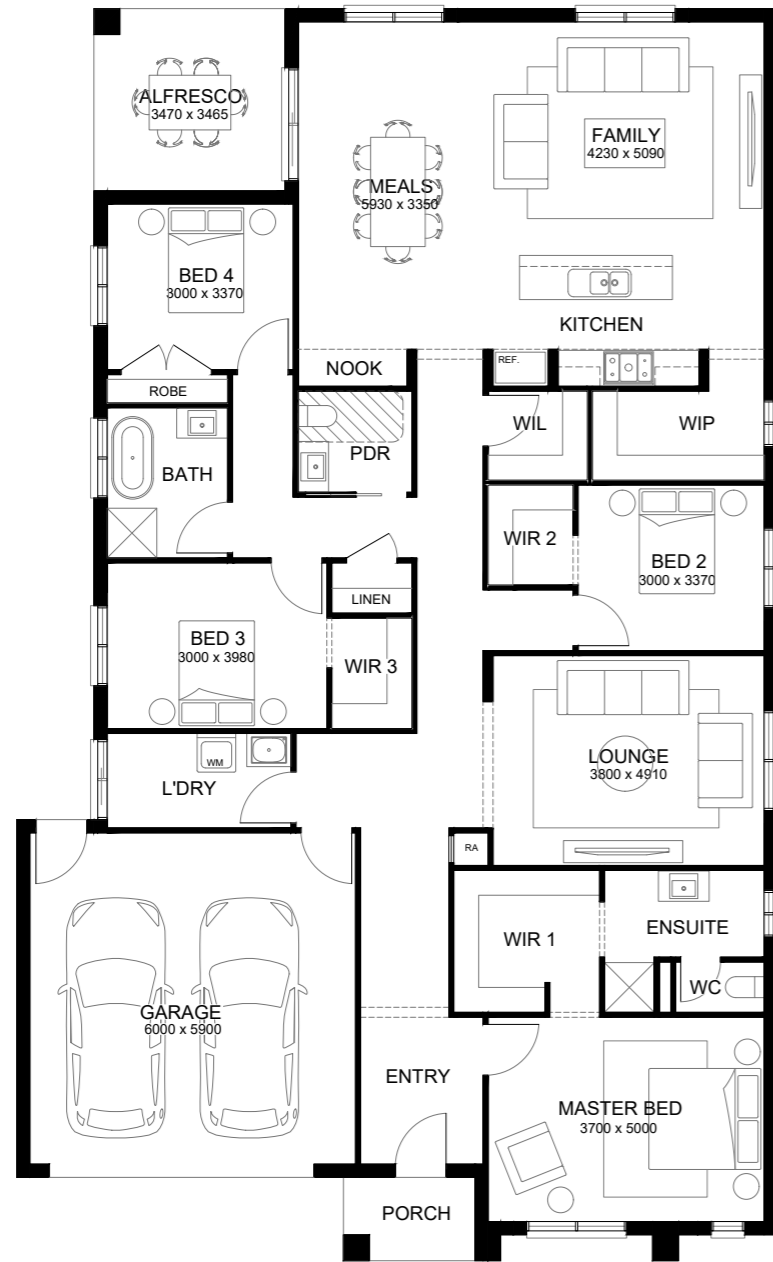 ALFRESCO
3470 x 3465
FAMILY
4230 x 5090
MEALS
5930 x 3350
BED 4
3000 x 3370
KITCHEN
NOOK
REF.
ROBE
WIL
WIP
PDR
BATH
WIR 2
BED 2
3000 x 3370
LINEN
BED 3
3000 x 3980
WIR 3
LOUNGE
3800 x 4910
WM
L'DRY
RA
WIR 1
ENSUITE
WC
GARAGE
6000 x 5900
ENTRY
MASTER BED
3700 x 5000
PORCH